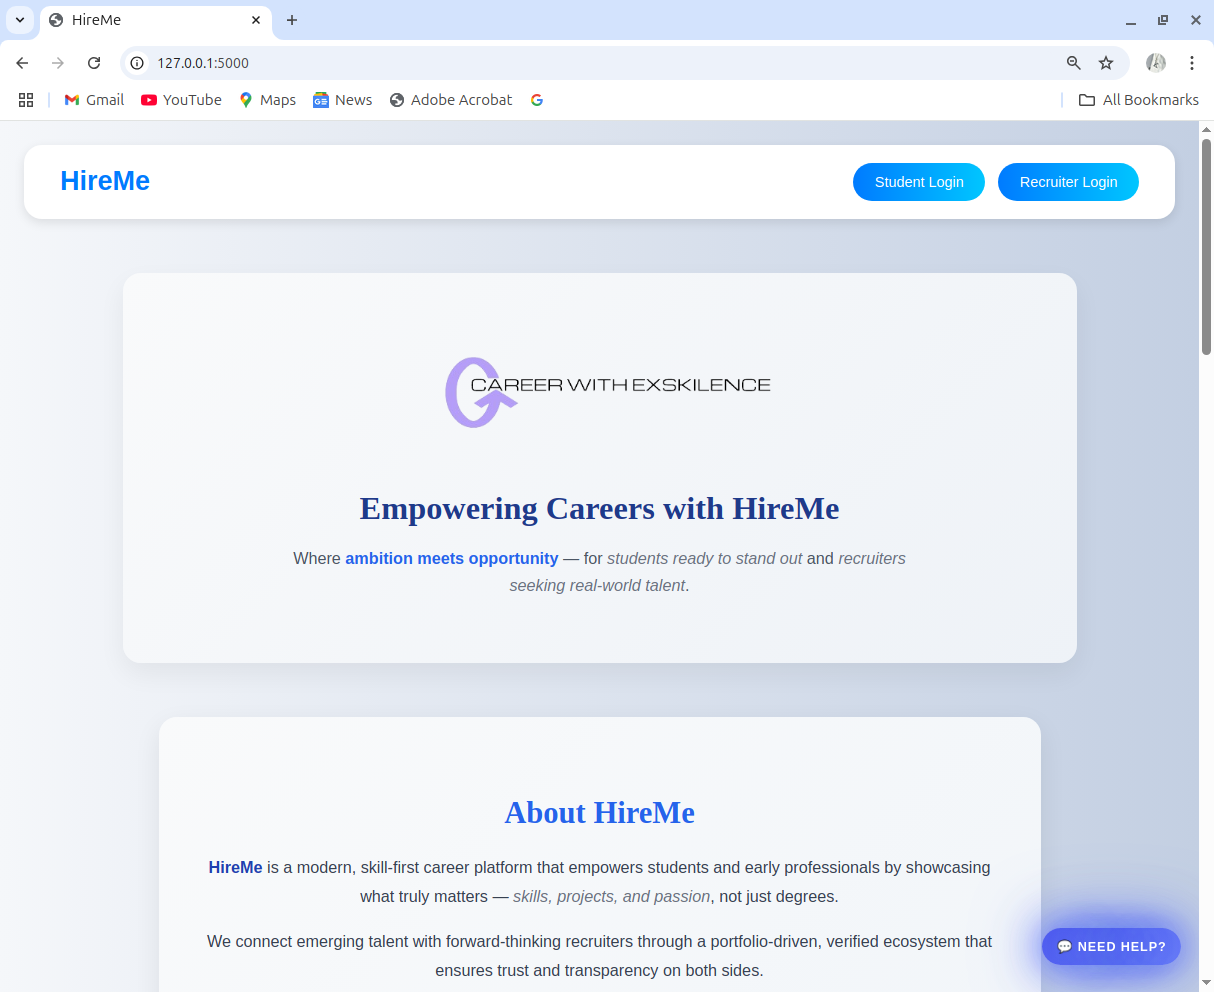 HireMe
127.0.0.1:5000
Gmail
YouTube
Maps
News
Adobe Acrobat
All Bookmarks
HireMe
Student Login
Recruiter Login
CAREER WITH EXSKILENCE
Empowering Careers with HireMe
Where ambition meets opportunity — for students ready to stand out and recruiters
seeking real-world talent.
About HireMe
HireMe is a modern, skill-first career platform that empowers students and early professionals by showcasing
what truly matters — skills, projects, and passion, not just degrees.
We connect emerging talent with forward-thinking recruiters through a portfolio-driven, verified ecosystem that
ensures trust and transparency on both sides.
💬 NEED HELP?